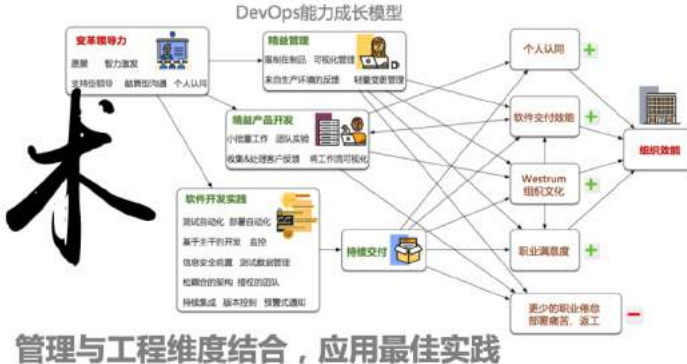 DevOps能力成长模型
变革领导力
愿景 智力激发
支持型领导 鼓舞型沟通 个人认同
精益管理
限制在制品 可视化管理
来自生产环境的反馈 轻量变更管理
精益产品开发
小批量工作 团队实验
收集&处理客户反馈 将工作流可视化
软件开发实践
测试自动化 部署自动化
基于主干的开发 监控
信息安全前置 测试数据管理
松耦合的架构 授权的团队
持续集成 版本控制 预警式通知
持续交付
个人认同
软件交付效能
Westrum
组织文化
职业满意度
更少的职业倦怠
部署痛苦、返工
组织效能
术
管理与工程维度结合，应用最佳实践